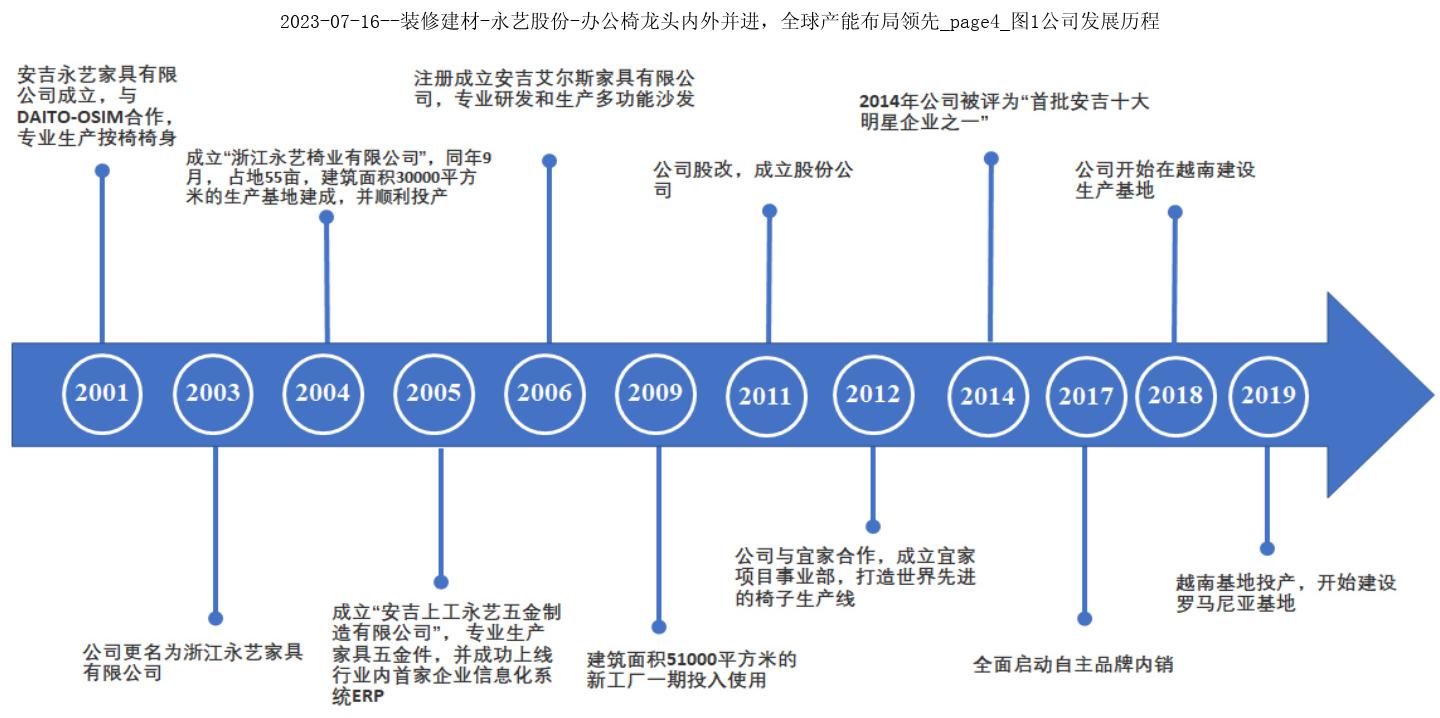 2023-07-16--装修建材-永艺股份-办公椅龙头内外并进，全球产能布局领先_page4_图1公司发展历程
安吉永艺家具有限
公司成立，与
DAITO-OSIM合作，
专业生产按椅椅身
成立“浙江永艺椅业有限公司”，同年9
月， 占地55亩，建筑面积30000平方
米的生产基地建成，并顺利投产
注册成立安吉艾尔斯家具有限公
司，专业研发和生产多功能沙发
公司股改，成立股份公
司
2014年公司被评为“首批安吉十大
明星企业之一”
公司开始在越南建设
生产基地
2001
2003
2004
2005
2006
2009
2011
2012
2014
2017
2018
2019
公司更名为浙江永艺家具
有限公司
成立“安吉上工永艺五金制
造有限公司”， 专业生产
家具五金件，并成功上线
行业内首家企业信息化系
统ERP
建筑面积51000平方米的
新工厂一期投入使用
公司与宜家合作，成立宜家
项目事业部，打造世界先进
的椅子生产线
全面启动自主品牌内销
越南基地投产，开始建设
罗马尼亚基地